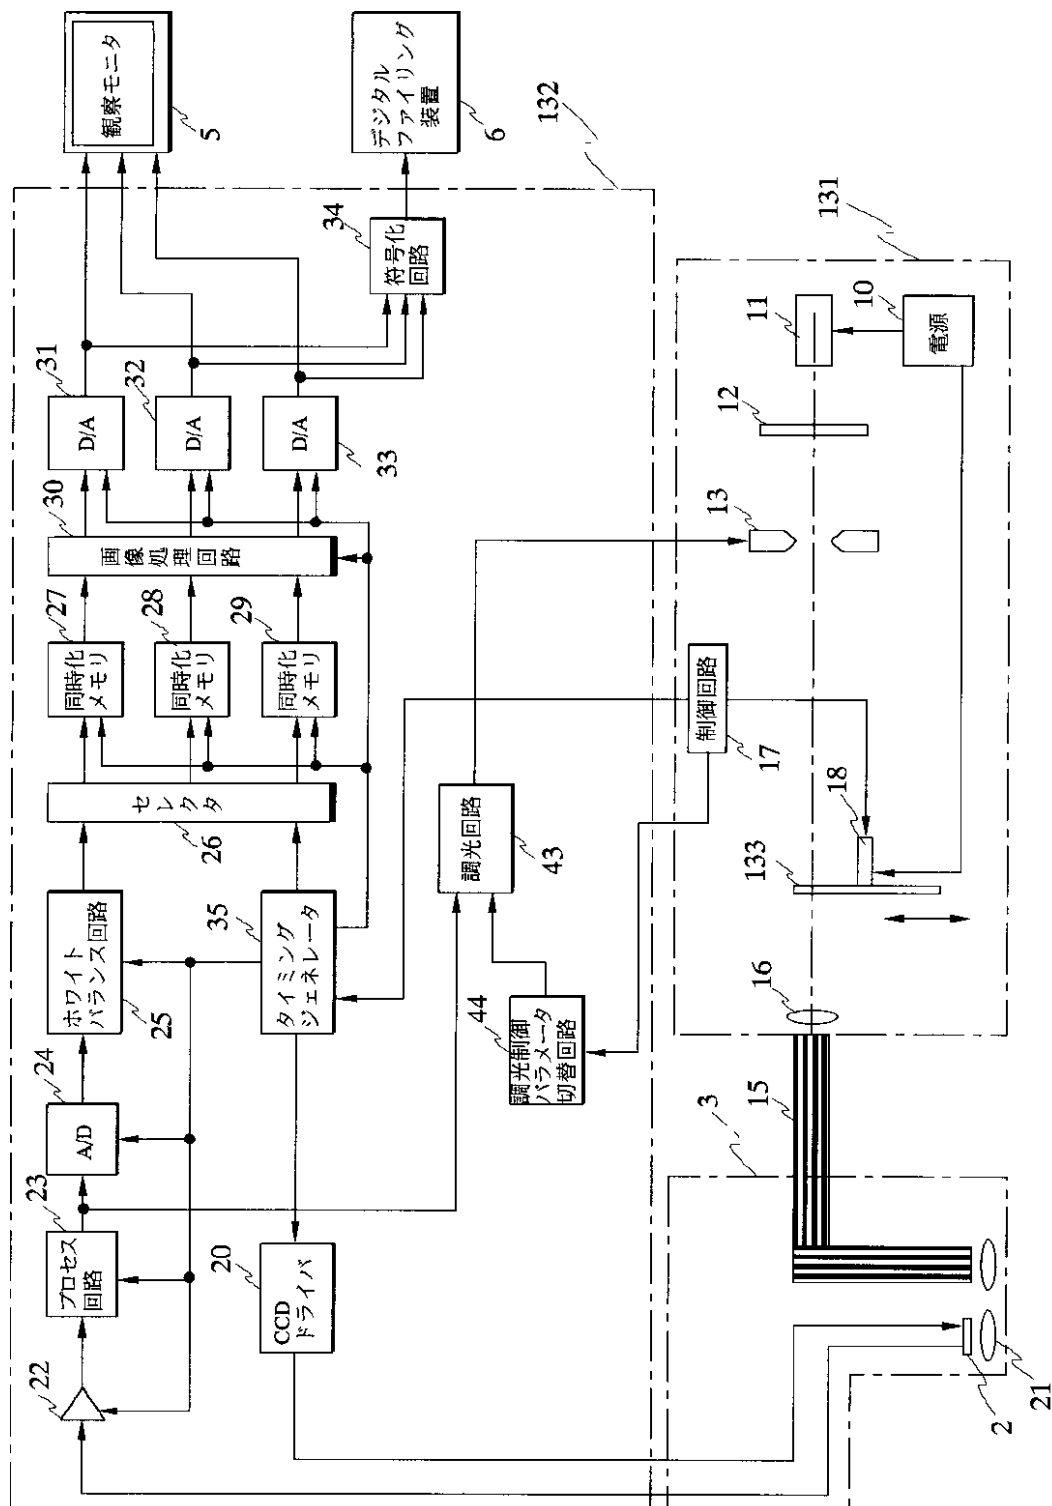 観察モニタ
5
デジタル
ファイリング
装置
6
132
符号化
回路
34
D/A
31
D/A
32
D/A
33
画像処理回路
30
同時化
メモリ
27
同時化
メモリ
28
同時化
メモリ
29
セレクタ
26
ホワイト
バランス回路
25
タイミング
ジェネレータ
35
A/D
24
プロセス
回路
23
22
CCD
ドライバ
20
調光回路
43
調光制御
パラメータ
切替回路
44
131
11
電源
10
12
13
制御回路
17
18
133
16
15
3
2
21